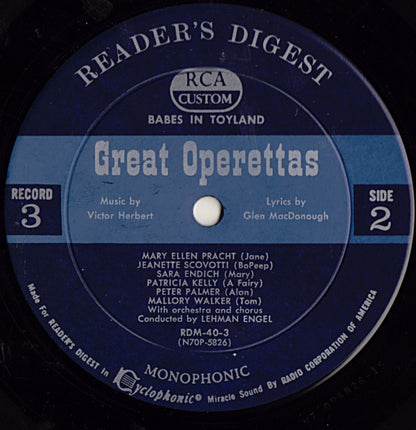 READER'S DIGEST
RCA
CUSTOM
BABES IN TOYLAND
Great Operettas
RECORD
3
Music by
Victor Herbert
Lyrics by
Glen MacDonough
SIDE
2
MARY ELLEN PRACHT (Jane)
JEANETTE SCOVOTTI (BoPeep)
SARA ENDICH (Mary)
PATRICIA KELLY (A Fairy)
PETER PALMER (Alan)
MALLORY WALKER (Tom)
With orchestra and chorus
Conducted by LEHMAN ENGEL
RDM-40-3
(N70P-5826)
MONOPHONIC
Made For READER'S DIGEST in Cyclophonic® Miracle Sound By RADIO CORPORATION OF AMERICA